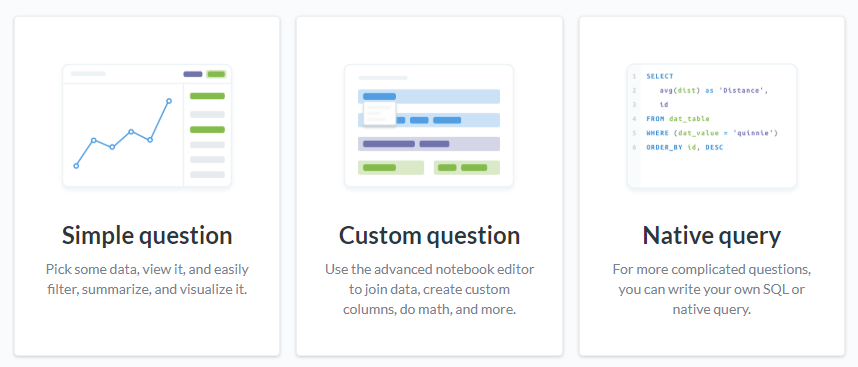 Simple question
Pick some data, view it, and easily
filter, summarize, and visualize it.
Custom question
Use the advanced notebook editor
to join data, create custom
columns, do math, and more.
1 SELECT
2 avg(dist) as 'Distance',
3 id
4 FROM dat_table
5 WHERE (dat_value = 'quinnie')
6 ORDER_BY id, DESC
Native query
For more complicated questions,
you can write your own SQL or
native query.